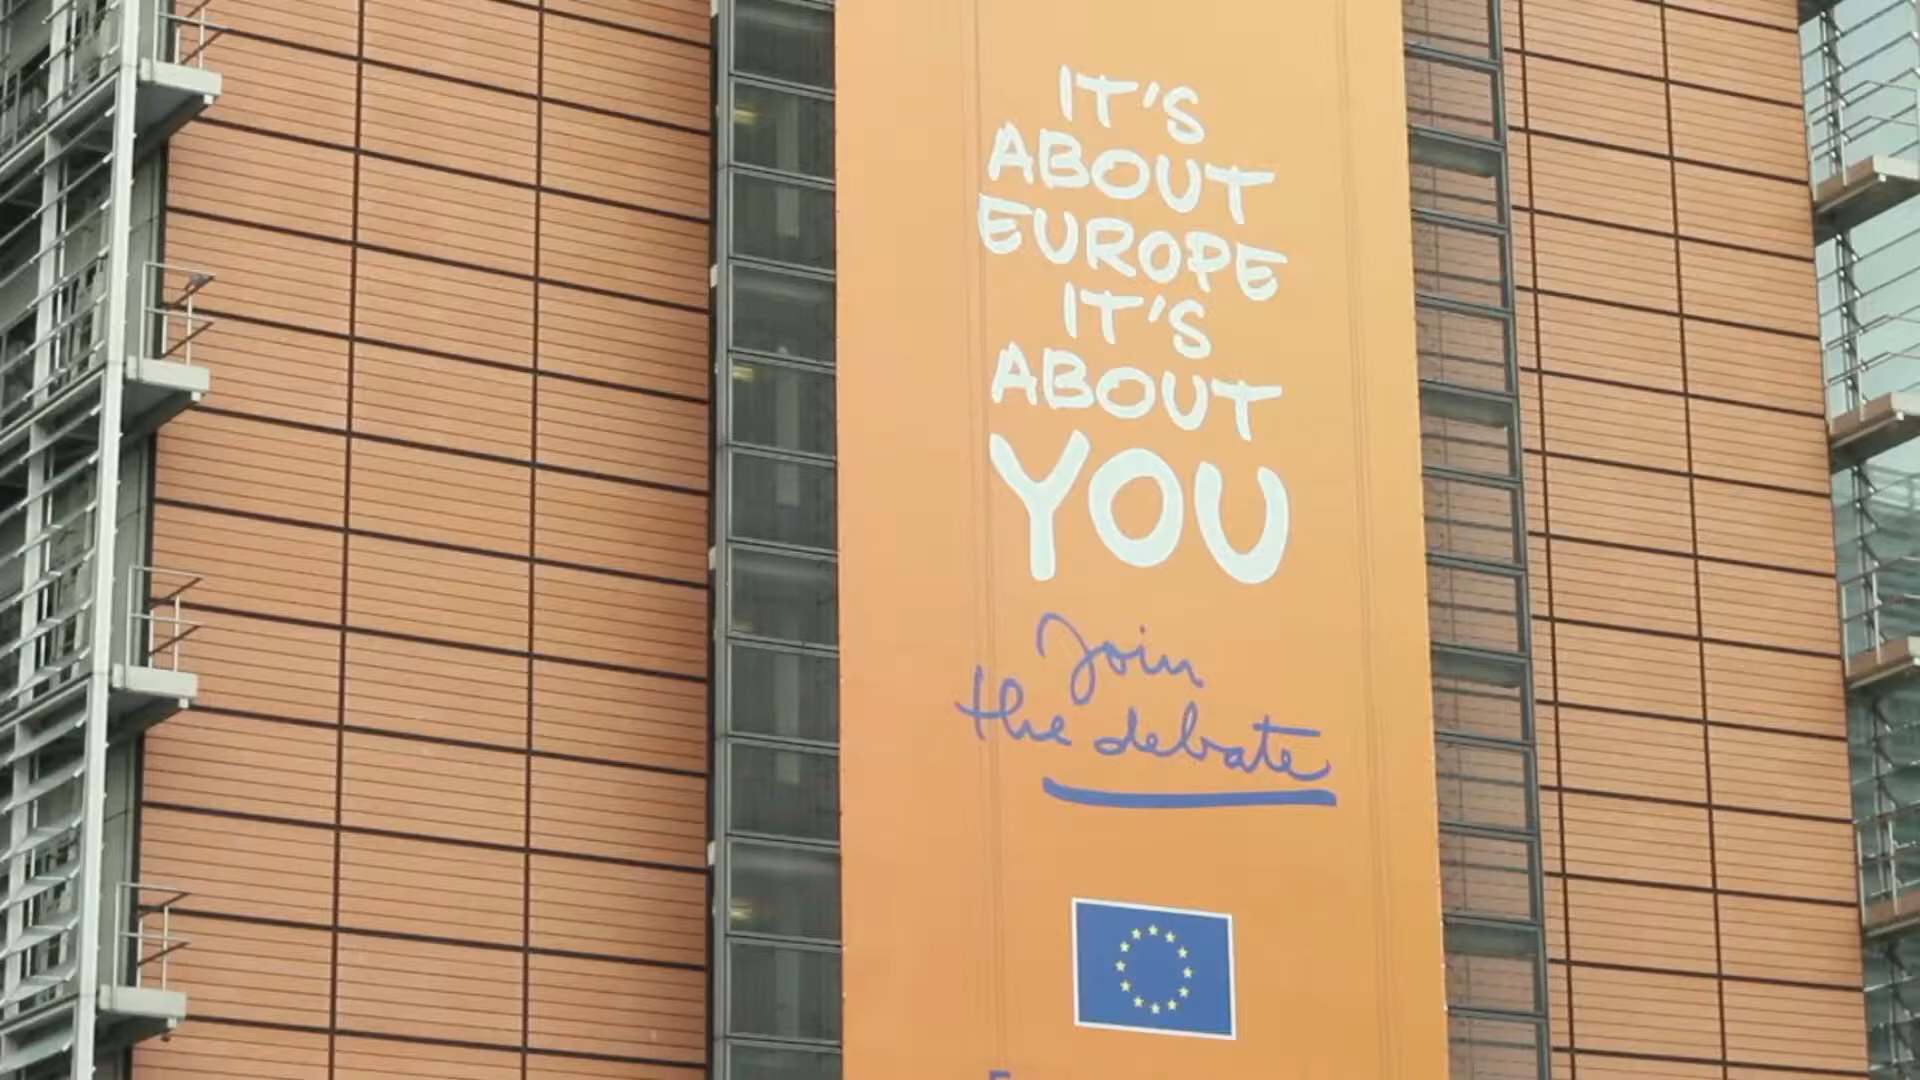 IT'S
ABOUT
EUROPE
IT'S
ABOUT
YOU
Join
the debate